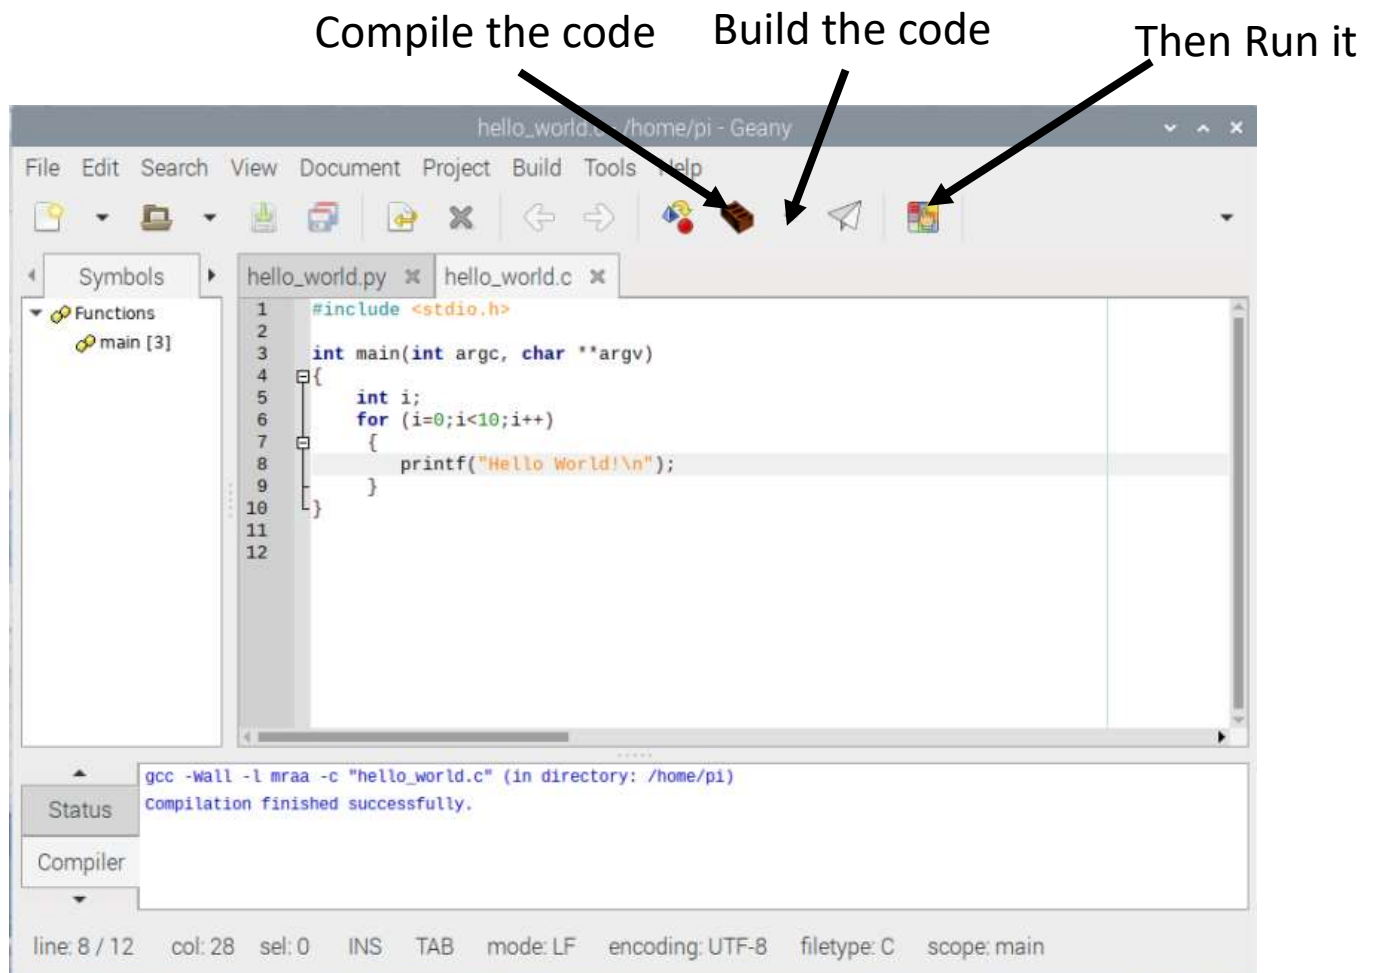 Compile the code
Build the code
Then Run it
/home/pi - Geany
File Edit Search View Document Project Build Tools Help
Symbols
hello_world.py
hello_world.c
Functions
main [3]
1 #include <stdio.h>
2
3 int main(int argc, char **argv)
4 {
5 int i;
6 for (i=0;i<10;i++)
7 {
8 printf("Hello World!\n");
9 }
10 }
11
12
Status
Compiler
gcc -Wall -l mraa -c "hello_world.c" (in directory: /home/pi)
Compilation finished successfully.
line: 8 / 12 col: 28 sel: 0 INS TAB mode: LF encoding: UTF-8 filetype: C scope: main